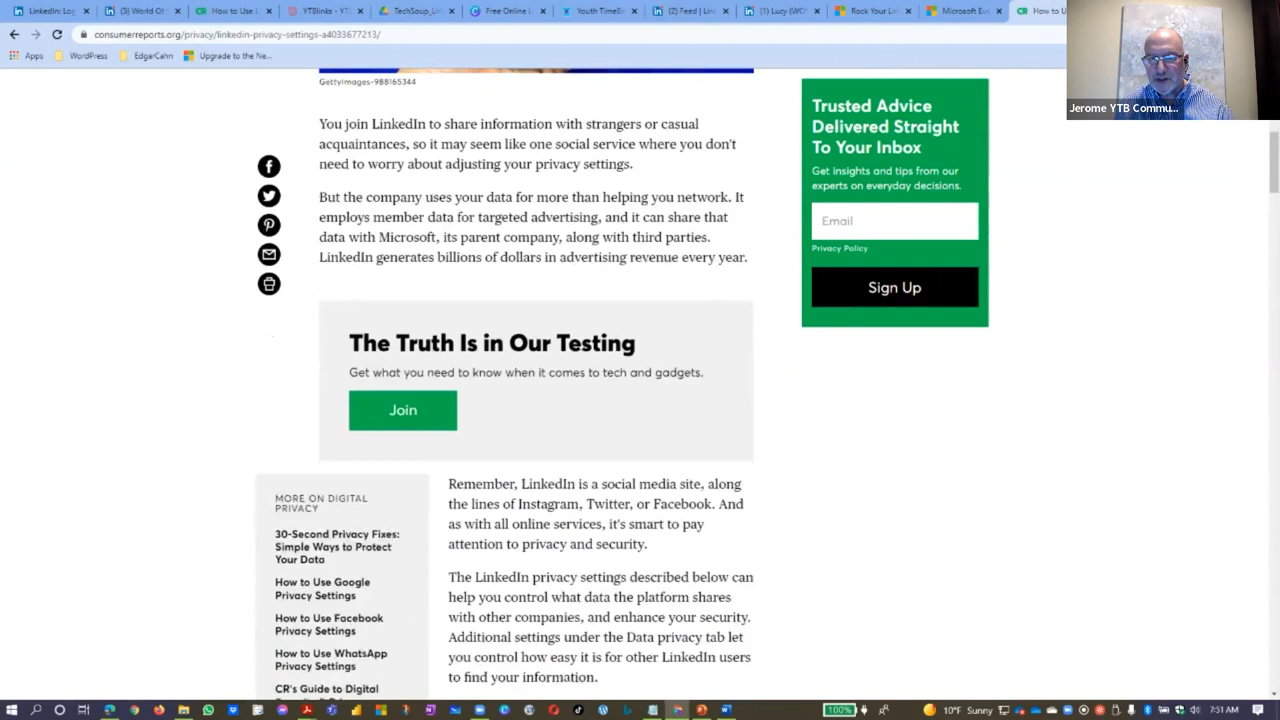 LinkedIn Log
(3) World Cit
How to Use L
YTBlinks - YT
TechSoup_Lin
Free Online L
Youth TimeBa
(2) Feed | Link
(1) Lucy (WO
Rock Your Lin
Microsoft Eve
How to U
consumerreports.org/privacy/linkedin-privacy-settings-a4033677213/
Apps
WordPress
EdgarCahn
Upgrade to the Ne...
Jerome YTB Commu...
GettyImages-988165344
You join LinkedIn to share information with strangers or casual
acquaintances, so it may seem like one social service where you don't
need to worry about adjusting your privacy settings.
But the company uses your data for more than helping you network. It
employs member data for targeted advertising, and it can share that
data with Microsoft, its parent company, along with third parties.
LinkedIn generates billions of dollars in advertising revenue every year.
Trusted Advice
Delivered Straight
To Your Inbox
Get insights and tips from our
experts on everyday decisions.
Email
Privacy Policy
Sign Up
The Truth Is in Our Testing
Get what you need to know when it comes to tech and gadgets.
Join
MORE ON DIGITAL
PRIVACY
30-Second Privacy Fixes:
Simple Ways to Protect
Your Data
How to Use Google
Privacy Settings
How to Use Facebook
Privacy Settings
How to Use WhatsApp
Privacy Settings
CR's Guide to Digital
Remember, LinkedIn is a social media site, along
the lines of Instagram, Twitter, or Facebook. And
as with all online services, it's smart to pay
attention to privacy and security.
The LinkedIn privacy settings described below can
help you control what data the platform shares
with other companies, and enhance your security.
Additional settings under the Data privacy tab let
you control how easy it is for other LinkedIn users
to find your information.
100%
10°F Sunny
7:51 AM